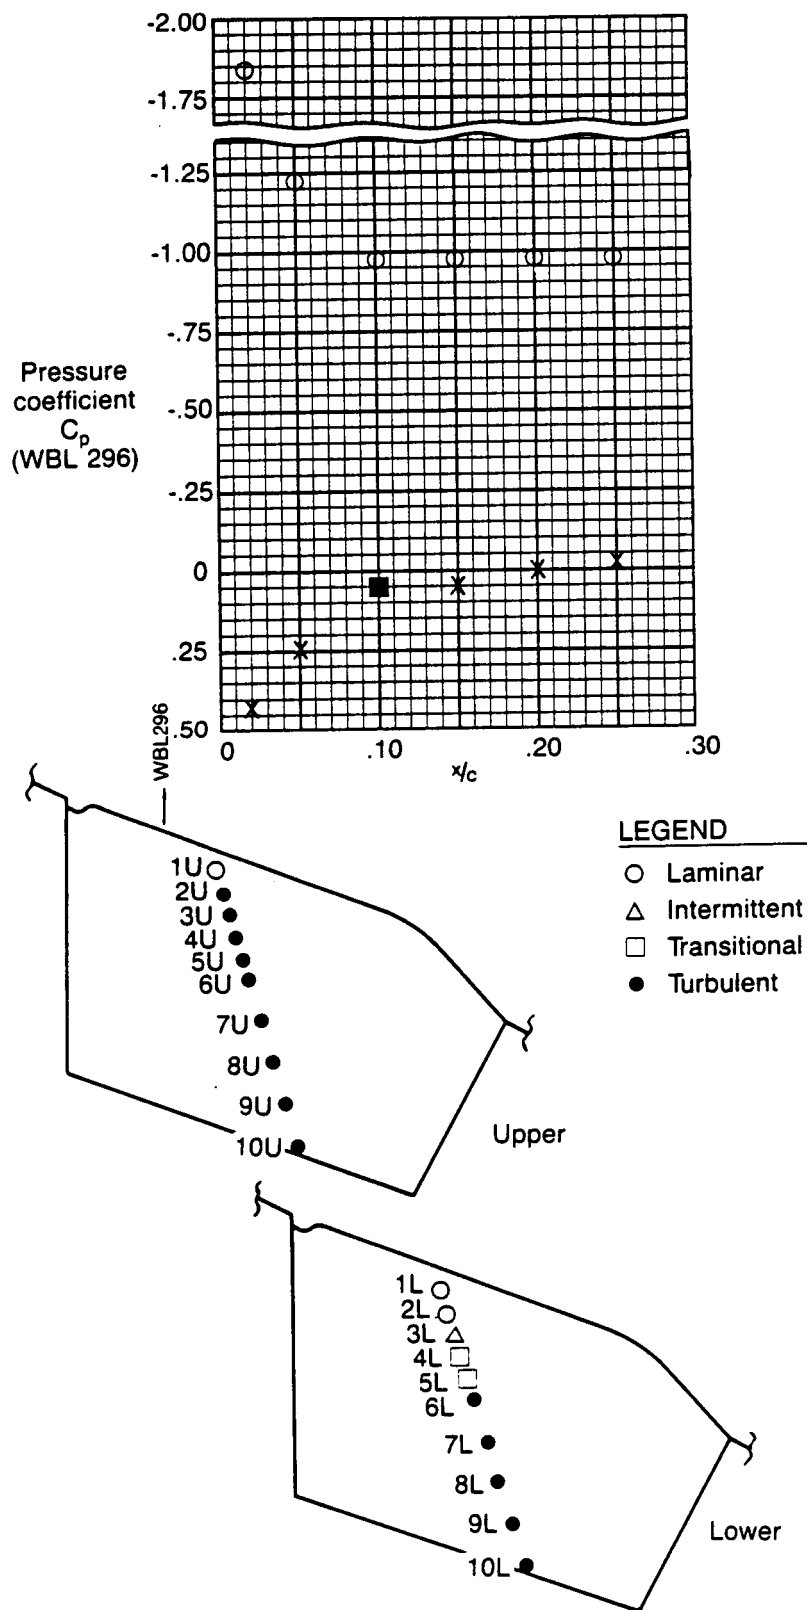 -2.00
-1.75
-1.25
-1.00
-.75
-.50
-.25
0
.25
.50
Pressure
coefficient
Cp
(WBL 296)
0
.10
.20
.30
x/c
WBL296
LEGEND
Laminar
Intermittent
Transitional
Turbulent
1U
2U
3U
4U
5U
6U
7U
8U
9U
10U
Upper
1L
2L
3L
4L
5L
6L
7L
8L
9L
10L
Lower